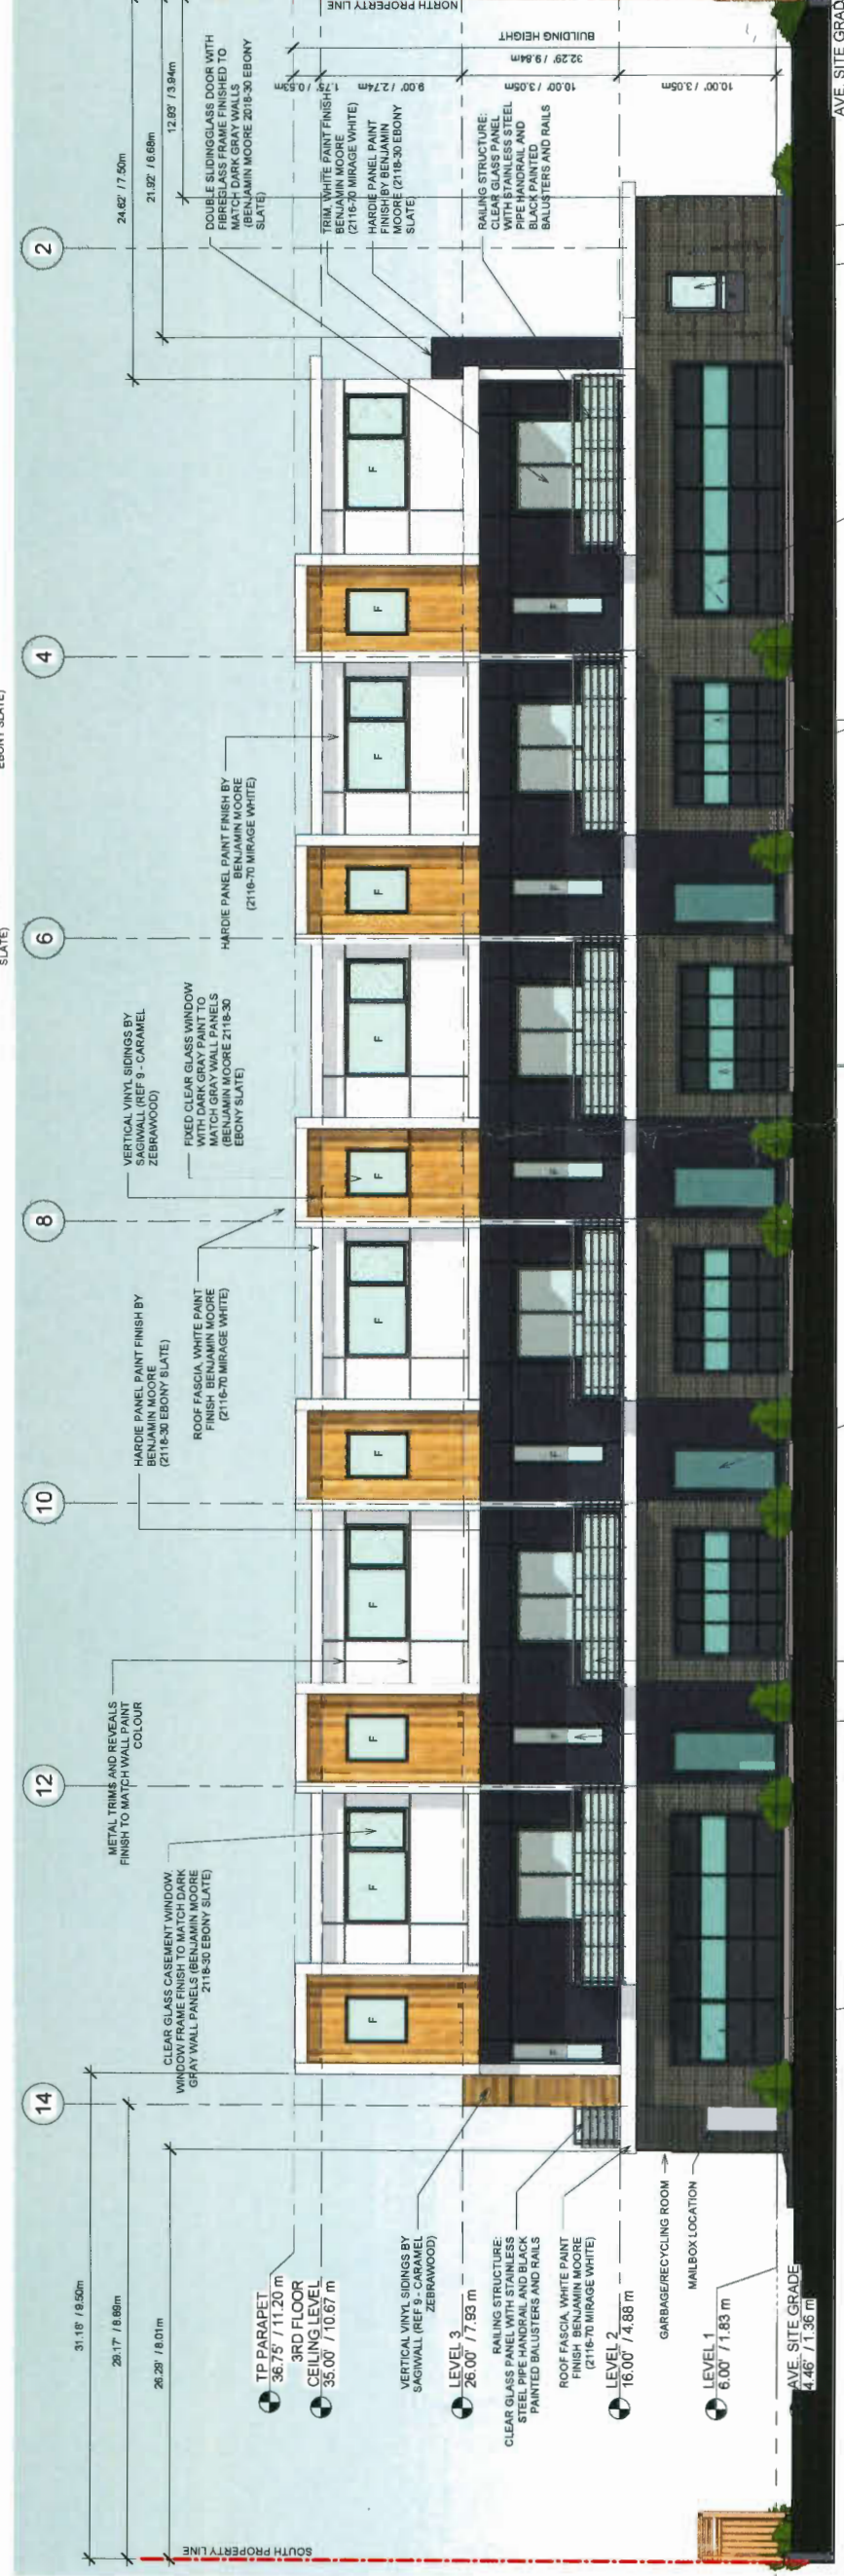 EBONY SLATE)
SLATE)
2
4
6
8
10
12
14
31.16' / 9.50m
29.17' / 8.89m
26.29' / 8.01m
24.62' / 7.50m
21.92' / 6.68m
12.93' / 3.94m
SOUTH PROPERTY LINE
NORTH PROPERTY LINE
TP PARAPET
36.75' / 11.20 m
3RD FLOOR
CEILING LEVEL
35.00' / 10.67 m
LEVEL 3
26.00' / 7.93 m
LEVEL 2
16.00' / 4.88 m
LEVEL 1
6.00' / 1.83 m
AVE. SITE GRADE
4.46' / 1.36 m
VERTICAL VINYL SIDINGS BY
SAGIWALL (REF 9 - CARAMEL
ZEBRAWOOD)
RAILING STRUCTURE:
CLEAR GLASS PANEL WITH STAINLESS
STEEL PIPE HANDRAIL AND BLACK
PAINTED BALUSTERS AND RAILS
ROOF FASCIA, WHITE PAINT
FINISH BENJAMIN MOORE
(2116-70 MIRAGE WHITE)
GARBAGE/RECYCLING ROOM
MAILBOX LOCATION
CLEAR GLASS CASEMENT WINDOW.
WINDOW FRAME FINISH TO MATCH DARK
GRAY WALL PANELS (BENJAMIN MOORE
2118-30 EBONY SLATE)
METAL TRIMS AND REVEALS
FINISH TO MATCH WALL PAINT
COLOUR
HARDIE PANEL PAINT FINISH BY
BENJAMIN MOORE
(2118-30 EBONY SLATE)
ROOF FASCIA, WHITE PAINT
FINISH BENJAMIN MOORE
(2116-70 MIRAGE WHITE)
VERTICAL VINYL SIDINGS BY
SAGIWALL (REF 9 - CARAMEL
ZEBRAWOOD)
FIXED CLEAR GLASS WINDOW
WITH DARK GRAY PAINT TO
MATCH GRAY WALL PANELS
(BENJAMIN MOORE 2118-30
EBONY SLATE)
HARDIE PANEL PAINT FINISH BY
BENJAMIN MOORE
(2116-70 MIRAGE WHITE)
DOUBLE SLIDINGGLASS DOOR WITH
FIBREGLASS FRAME FINISHED TO
MATCH DARK GRAY WALLS
(BENJAMIN MOORE 2018-30 EBONY
SLATE)
TRIM, WHITE PAINT FINISH
BENJAMIN MOORE
(2116-70 MIRAGE WHITE)
HARDIE PANEL PAINT
FINISH BY BENJAMIN
MOORE (2118-30 EBONY
SLATE)
RAILING STRUCTURE:
CLEAR GLASS PANEL
WITH STAINLESS STEEL
PIPE HANDRAIL AND
BLACK PAINTED
BALUSTERS AND RAILS
1.75' / 0.53m
9.00' / 2.74m
10.00' / 3.05m
10.00' / 3.05m
32.29' / 9.84m
BUILDING HEIGHT
AVE. SITE GRAD
F
F
F
F
F
F
F
F
F
F
F
F